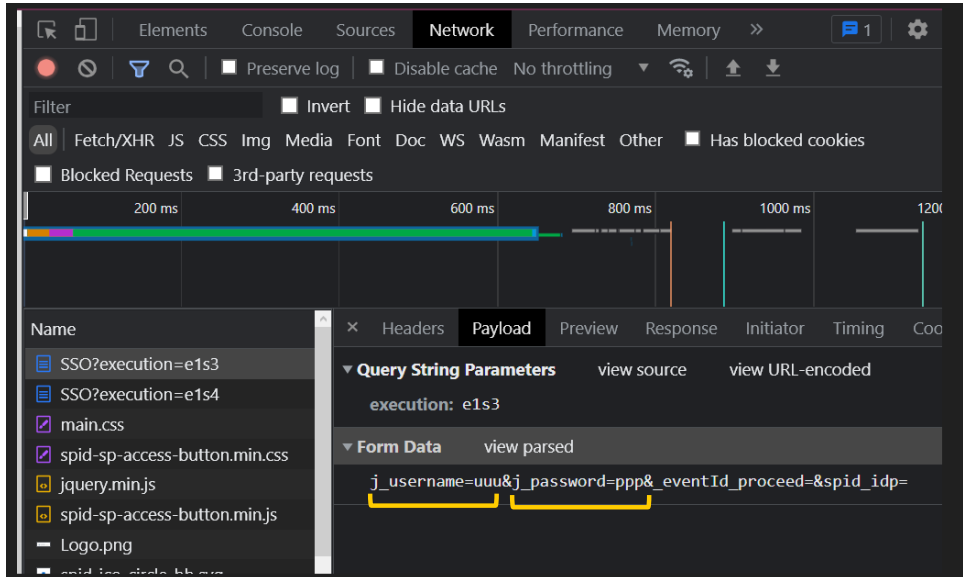 Elements Console Sources Network Performance Memory » 1
Preserve log Disable cache No throttling
Filter Invert Hide data URLs
All Fetch/XHR JS CSS Img Media Font Doc WS Wasm Manifest Other Has blocked cookies
Blocked Requests 3rd-party requests
200 ms 400 ms 600 ms 800 ms 1000 ms 1200
Name
SSO?execution=e1s3
SSO?execution=e1s4
main.css
spid-sp-access-button.min.css
jquery.min.js
spid-sp-access-button.min.js
Logo.png
× Headers Payload Preview Response Initiator Timing Coo
Query String Parameters view source view URL-encoded
execution: e1s3
Form Data view parsed
j_username=uuu&j_password=ppp&_eventId_proceed=&spid_idp=